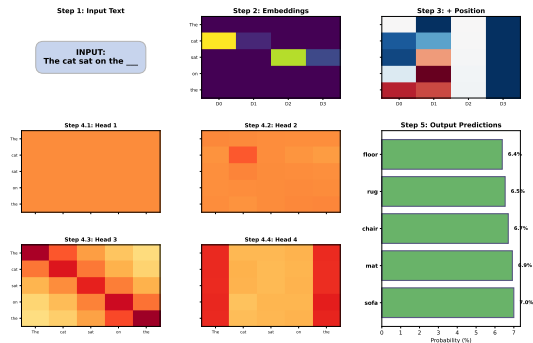 Step 1: Input Text
INPUT:
The cat sat on the ___
Step 2: Embeddings
The
cat
sat
on
the
D0 D1 D2 D3
Step 3: + Position
The
cat
sat
on
the
D0 D1 D2 D3
Step 4.1: Head 1
The
cat
sat
on
the
Step 4.2: Head 2
Step 5: Output Predictions
floor 6.4%
rug 6.5%
chair 6.7%
mat 6.9%
sofa 7.0%
0 1 2 3 4 5 6 7
Probability (%)
Step 4.3: Head 3
The
cat
sat
on
the
The cat sat on the
Step 4.4: Head 4
The cat sat on the